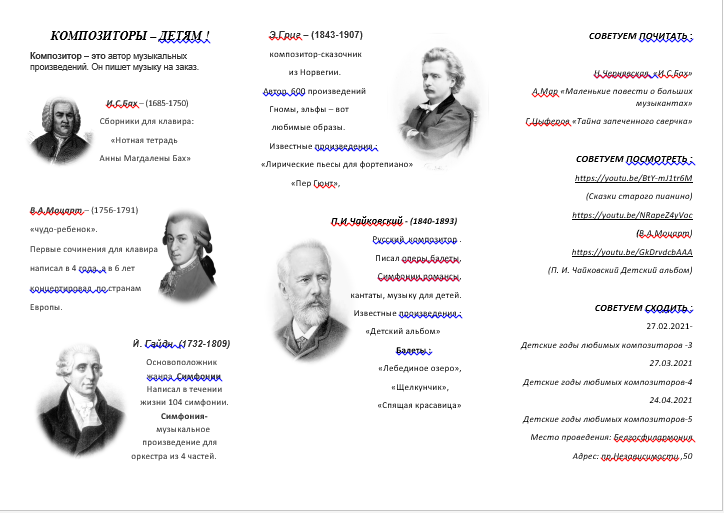 КОМПОЗИТОРЫ – ДЕТЯМ !
Композитор – это автор музыкальных
произведений. Он пишет музыку на заказ.
И.С.Бах – (1685-1750)
Сборники для клавира:
«Нотная тетрадь
Анны Магдалены Бах»
В.А.Моцарт – (1756-1791)
«чудо-ребенок».
Первые сочинения для клавира
написал в 4 года, а в 6 лет
концертировал по странам
Европы.
Й. Гайдн (1732-1809)
Основоположник
жанра Симфонии
Написал в течении
жизни 104 симфонии.
Симфония-
музыкальное
произведение для
оркестра из 4 частей.
Э.Григ – (1843-1907)
композитор-сказочник
из Норвегии.
Автор 600 произведений
Гномы, эльфы – вот
любимые образы.
Известные произведения :
«Лирические пьесы для фортепиано»
«Пер Гюнт»,
П.И.Чайковский - (1840-1893)
Русский композитор .
Писал оперы,балеты,
Симфонии,романсы,
кантаты, музыку для детей.
Известные произведения :
«Детский альбом»
Балеты :
«Лебединое озеро»,
«Щелкунчик»,
«Спящая красавица»
СОВЕТУЕМ ПОЧИТАТЬ :
Н.Чернявская, «И.С.Бах»
А.Мар «Маленькие повести о больших
музыкантах»
Г.Цыферов «Тайна запеченного сверчка»
СОВЕТУЕМ ПОСМОТРЕТЬ :
https://youtu.be/BtY-mJ1tr6M
(Сказки старого пианино)
https://youtu.be/NRapeZ4yVac
(В.А.Моцарт)
https://youtu.be/GkDrvdcbAAA
(П. И. Чайковский Детский альбом)
СОВЕТУЕМ СХОДИТЬ :
27.02.2021-
Детские годы любимых композиторов -3
27.03.2021
Детские годы любимых композиторов-4
24.04.2021
Детские годы любимых композиторов-5
Место проведения: Белгосфилармония
Адрес: пр.Независимости ,50